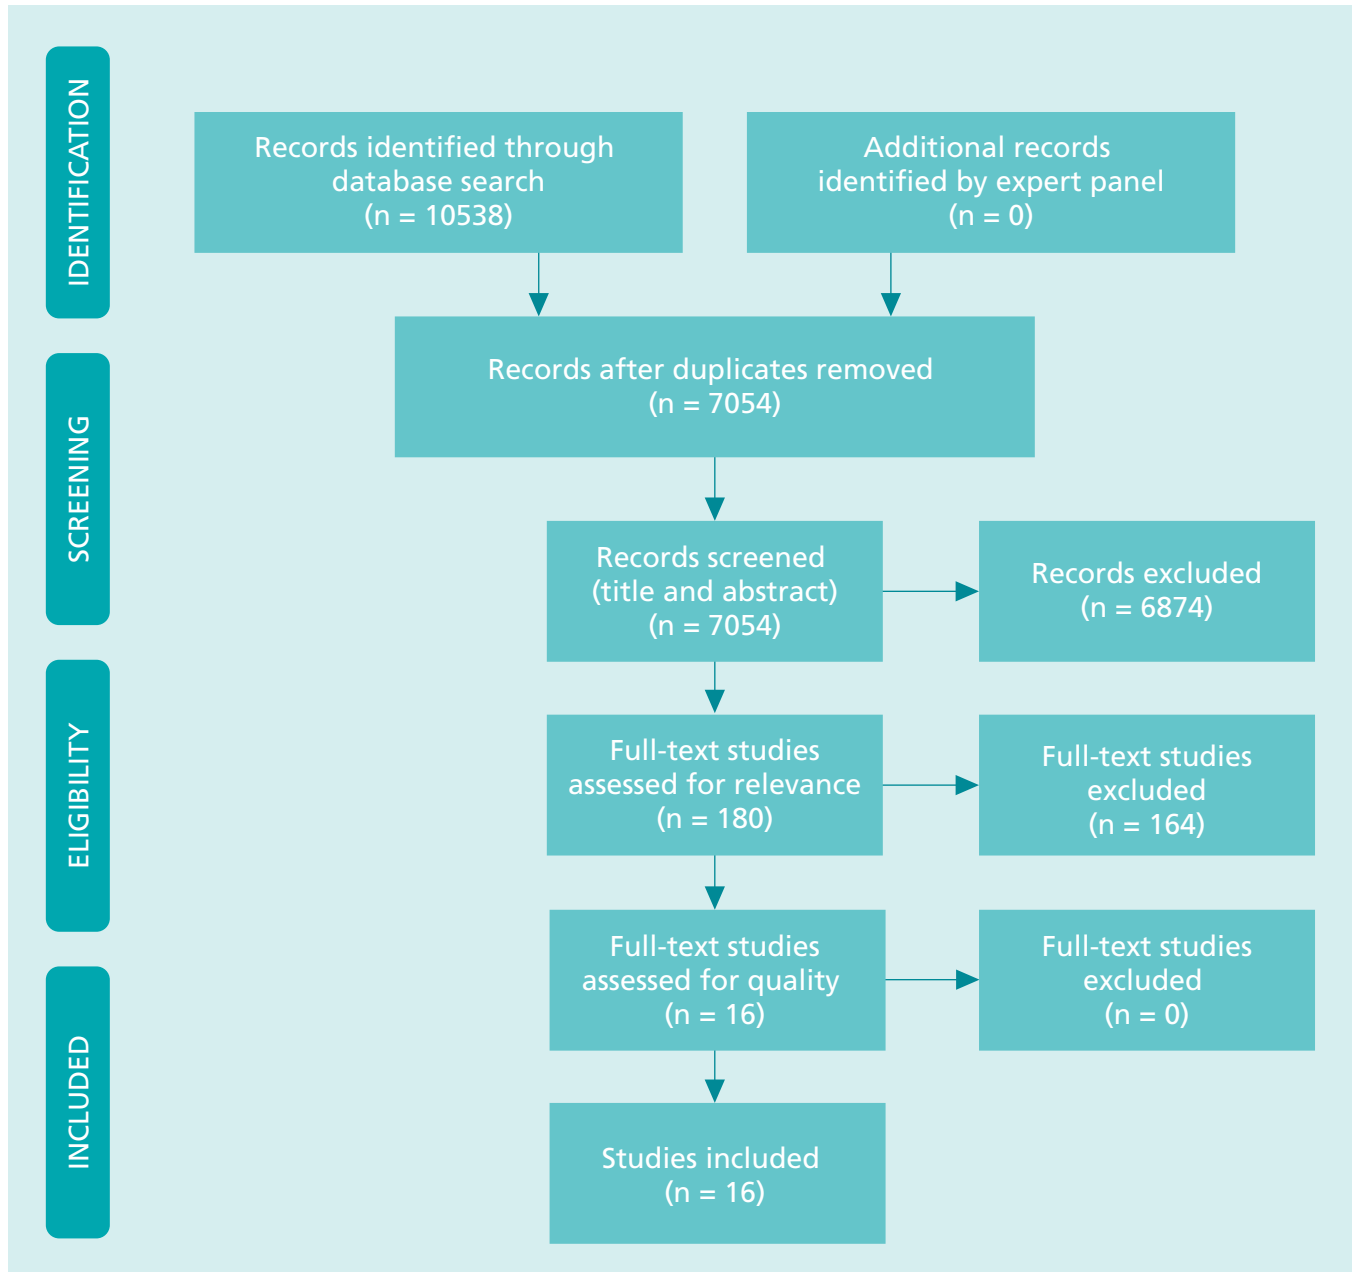 IDENTIFICATION
Records identified through
database search
(n = 10538)
Additional records
identified by expert panel
(n = 0)
SCREENING
Records after duplicates removed
(n = 7054)
Records screened
(title and abstract)
(n = 7054)
Records excluded
(n = 6874)
ELIGIBILITY
Full-text studies
assessed for relevance
(n = 180)
Full-text studies
excluded
(n = 164)
Full-text studies
assessed for quality
(n = 16)
Full-text studies
excluded
(n = 0)
INCLUDED
Studies included
(n = 16)